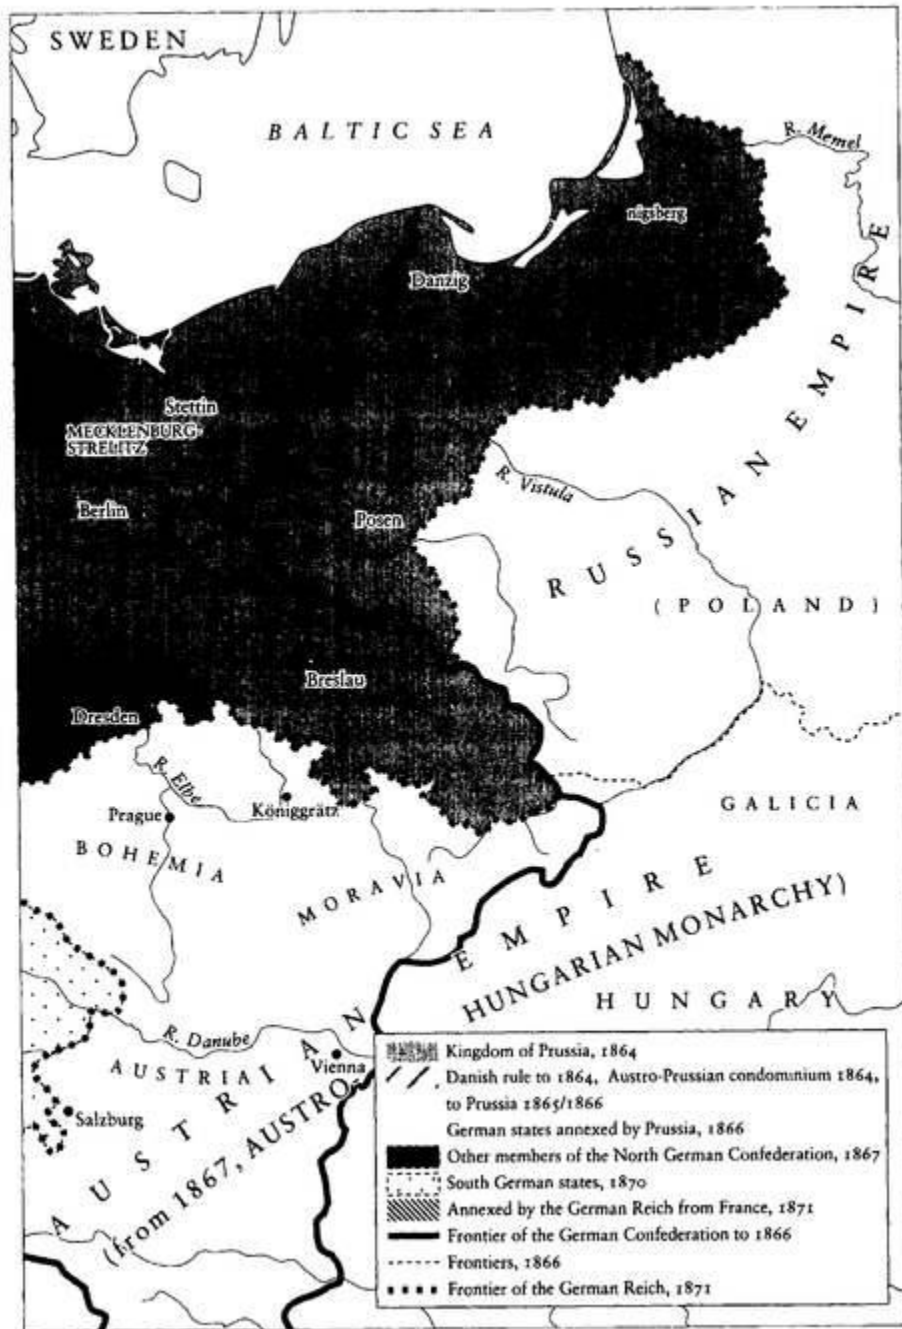 SWEDEN
BALTIC SEA
R. Memel
nigsberg
Danzig
RUSSIAN EMPIRE
Stettin
MECKLENBURG-
STRELITZ
R. Vistula
Berlin
Posen
(POLAND)
Breslau
Dresden
R. Elbe
Königgrätz
Prague
GALICIA
BOHEMIA
MORAVIA
AUSTRIAN EMPIRE
(from 1867, AUSTRO-
HUNGARIAN MONARCHY)
HUNGARY
R. Danube
AUSTRIA
Vienna
Salzburg
Kingdom of Prussia, 1864
Danish rule to 1864, Austro-Prussian condominium 1864,
to Prussia 1865/1866
German states annexed by Prussia, 1866
Other members of the North German Confederation, 1867
South German states, 1870
Annexed by the German Reich from France, 1871
Frontier of the German Confederation to 1866
Frontiers, 1866
Frontier of the German Reich, 1871